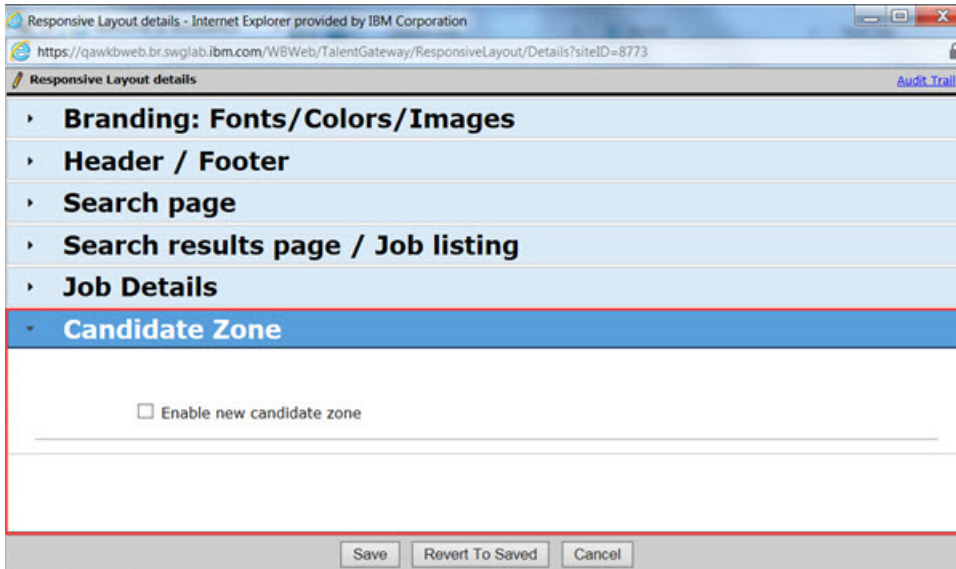 Responsive Layout details - Internet Explorer provided by IBM Corporation
https://qawkbweb.br.swglab.ibm.com/WBWeb/TalentGateway/ResponsiveLayout/Details?siteID=8773
Responsive Layout details Audit Trail
Branding: Fonts/Colors/Images
Header / Footer
Search page
Search results page / Job listing
Job Details
Candidate Zone
Enable new candidate zone
Save Revert To Saved Cancel